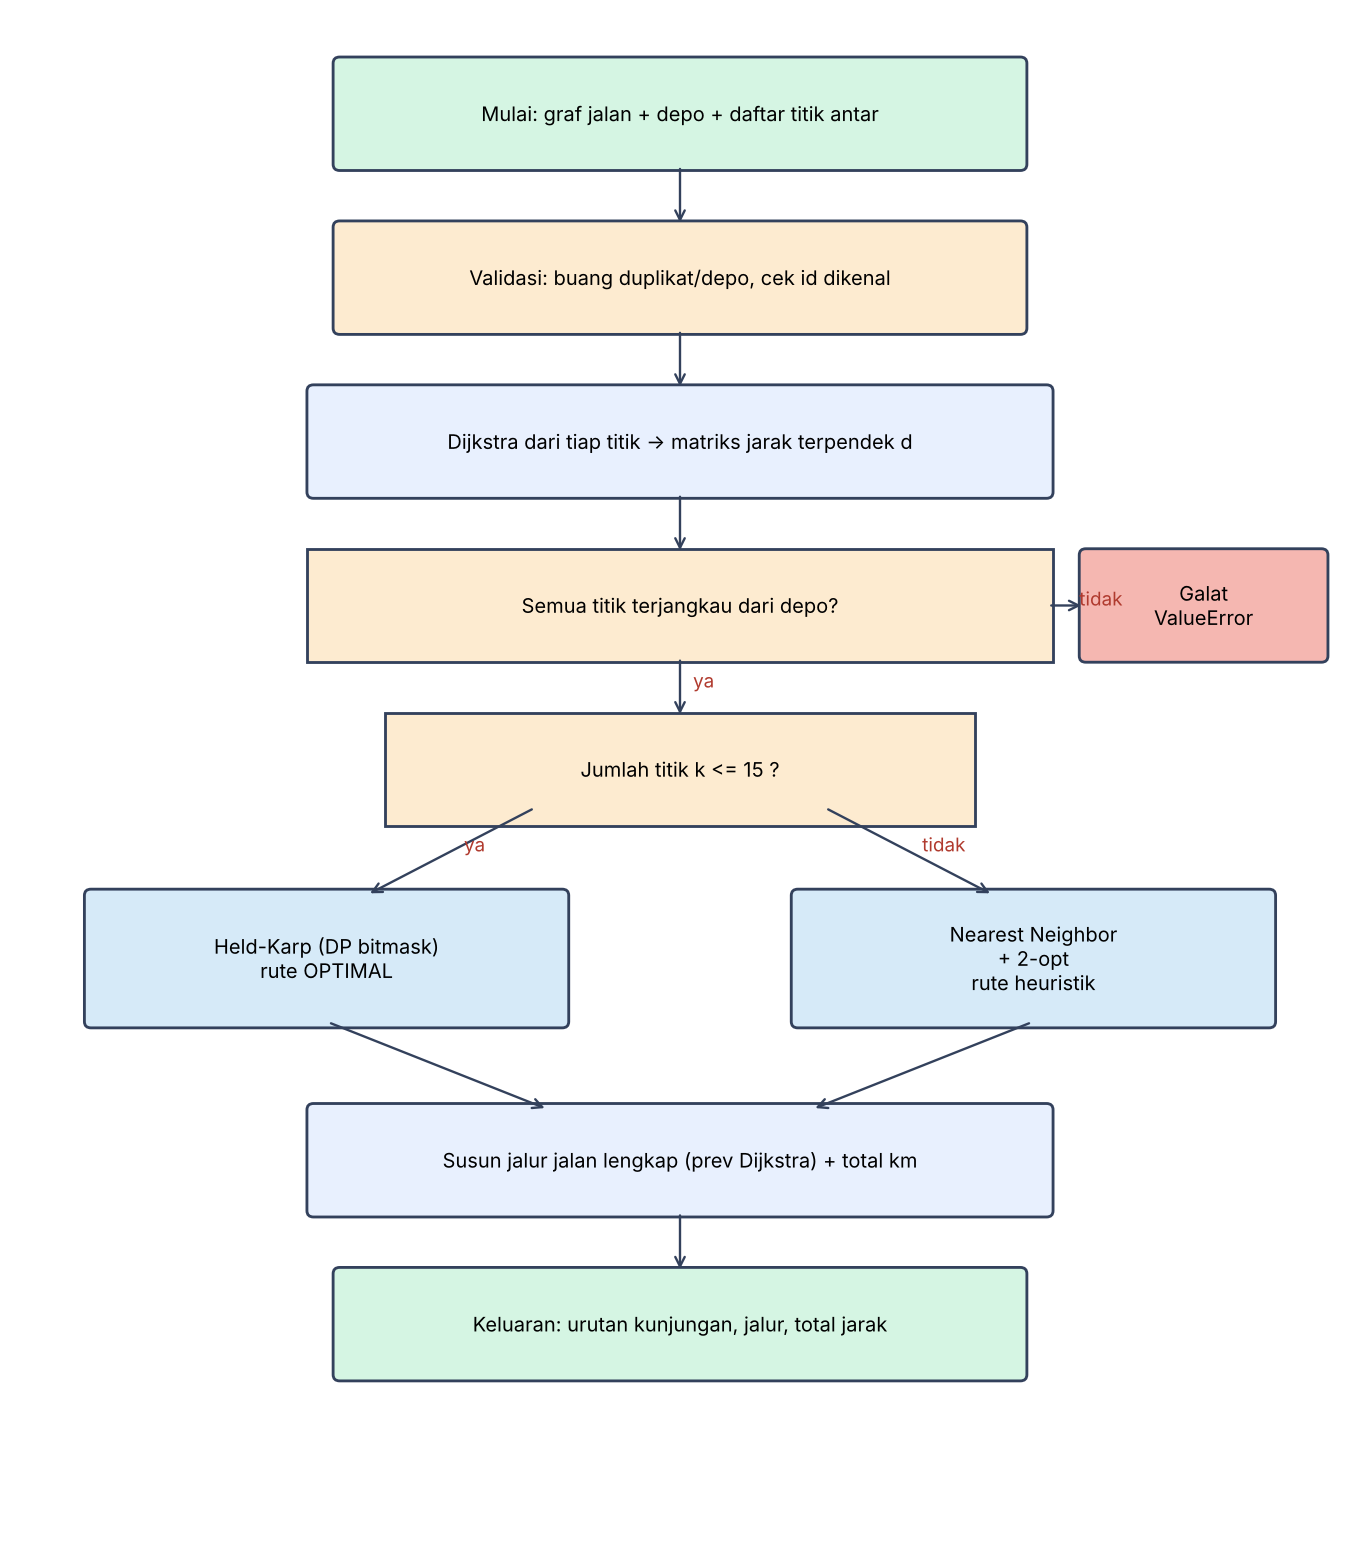 Mulai: graf jalan + depo + daftar titik antar
Validasi: buang duplikat/depo, cek id dikenal
Dijkstra dari tiap titik → matriks jarak terpendek d
Semua titik terjangkau dari depo?
tidak
Galat
ValueError
ya
Jumlah titik k <= 15 ?
ya
tidak
Held-Karp (DP bitmask)
rute OPTIMAL
Nearest Neighbor
+ 2-opt
rute heuristik
Susun jalur jalan lengkap (prev Dijkstra) + total km
Keluaran: urutan kunjungan, jalur, total jarak